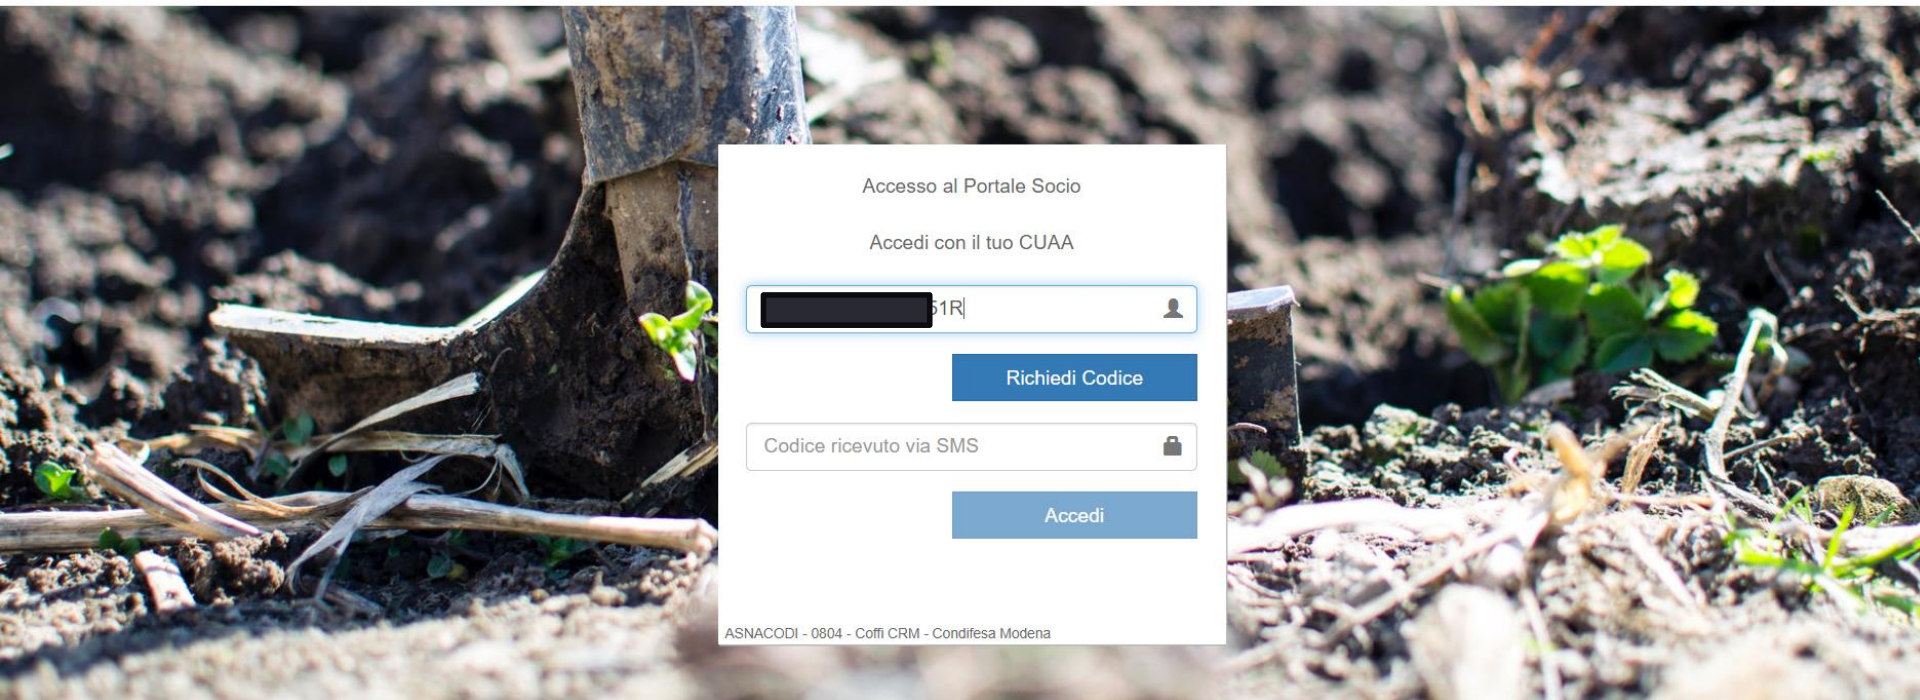 Accesso al Portale Socio
Accedi con il tuo CUAA
51R
Richiedi Codice
Codice ricevuto via SMS
Accedi
ASNACODI - 0804 - Coffi CRM - Condifesa Modena